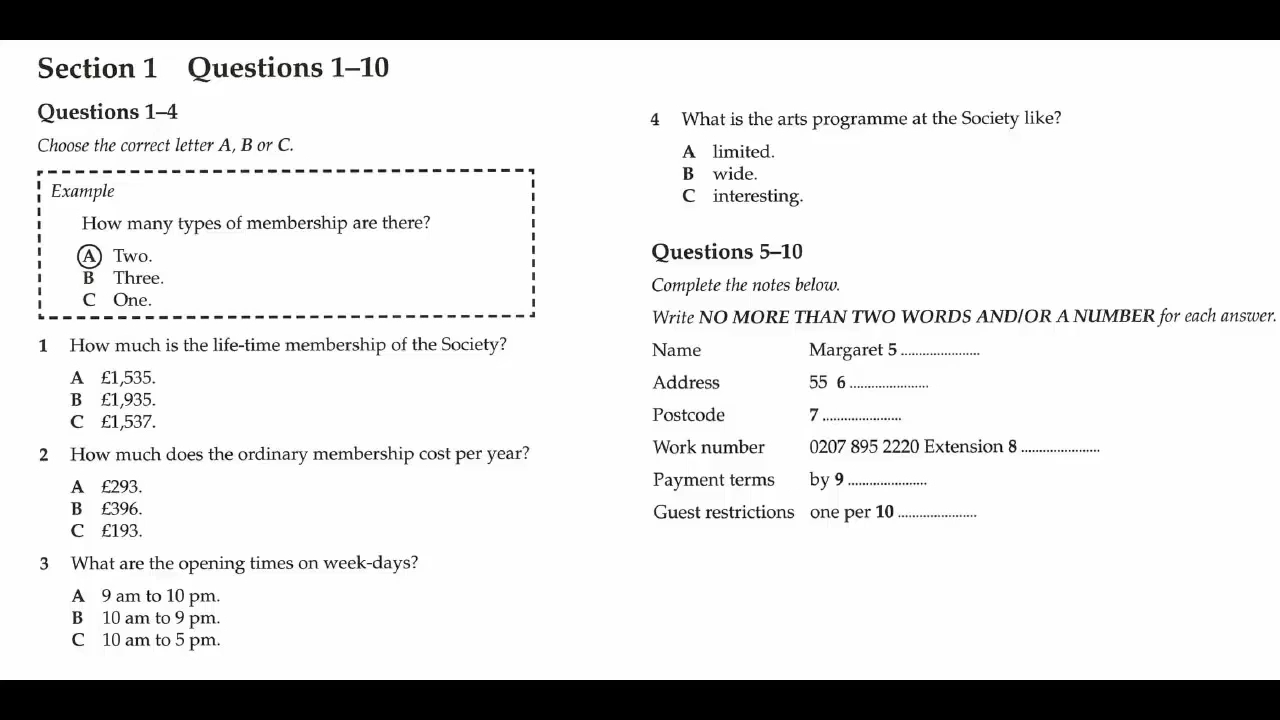 Section 1 Questions 1–10
Questions 1–4
Choose the correct letter A, B or C.
Example
How many types of membership are there?
A Two.
B Three.
C One.
1 How much is the life-time membership of the Society?
A £1,535.
B £1,935.
C £1,537.
2 How much does the ordinary membership cost per year?
A £293.
B £396.
C £193.
3 What are the opening times on week-days?
A 9 am to 10 pm.
B 10 am to 9 pm.
C 10 am to 5 pm.
4 What is the arts programme at the Society like?
A limited.
B wide.
C interesting.
Questions 5–10
Complete the notes below.
Write NO MORE THAN TWO WORDS AND/OR A NUMBER for each answer.
Name Margaret 5 ......................
Address 55 6 ......................
Postcode 7 ......................
Work number 0207 895 2220 Extension 8 ......................
Payment terms by 9 ......................
Guest restrictions one per 10 ......................